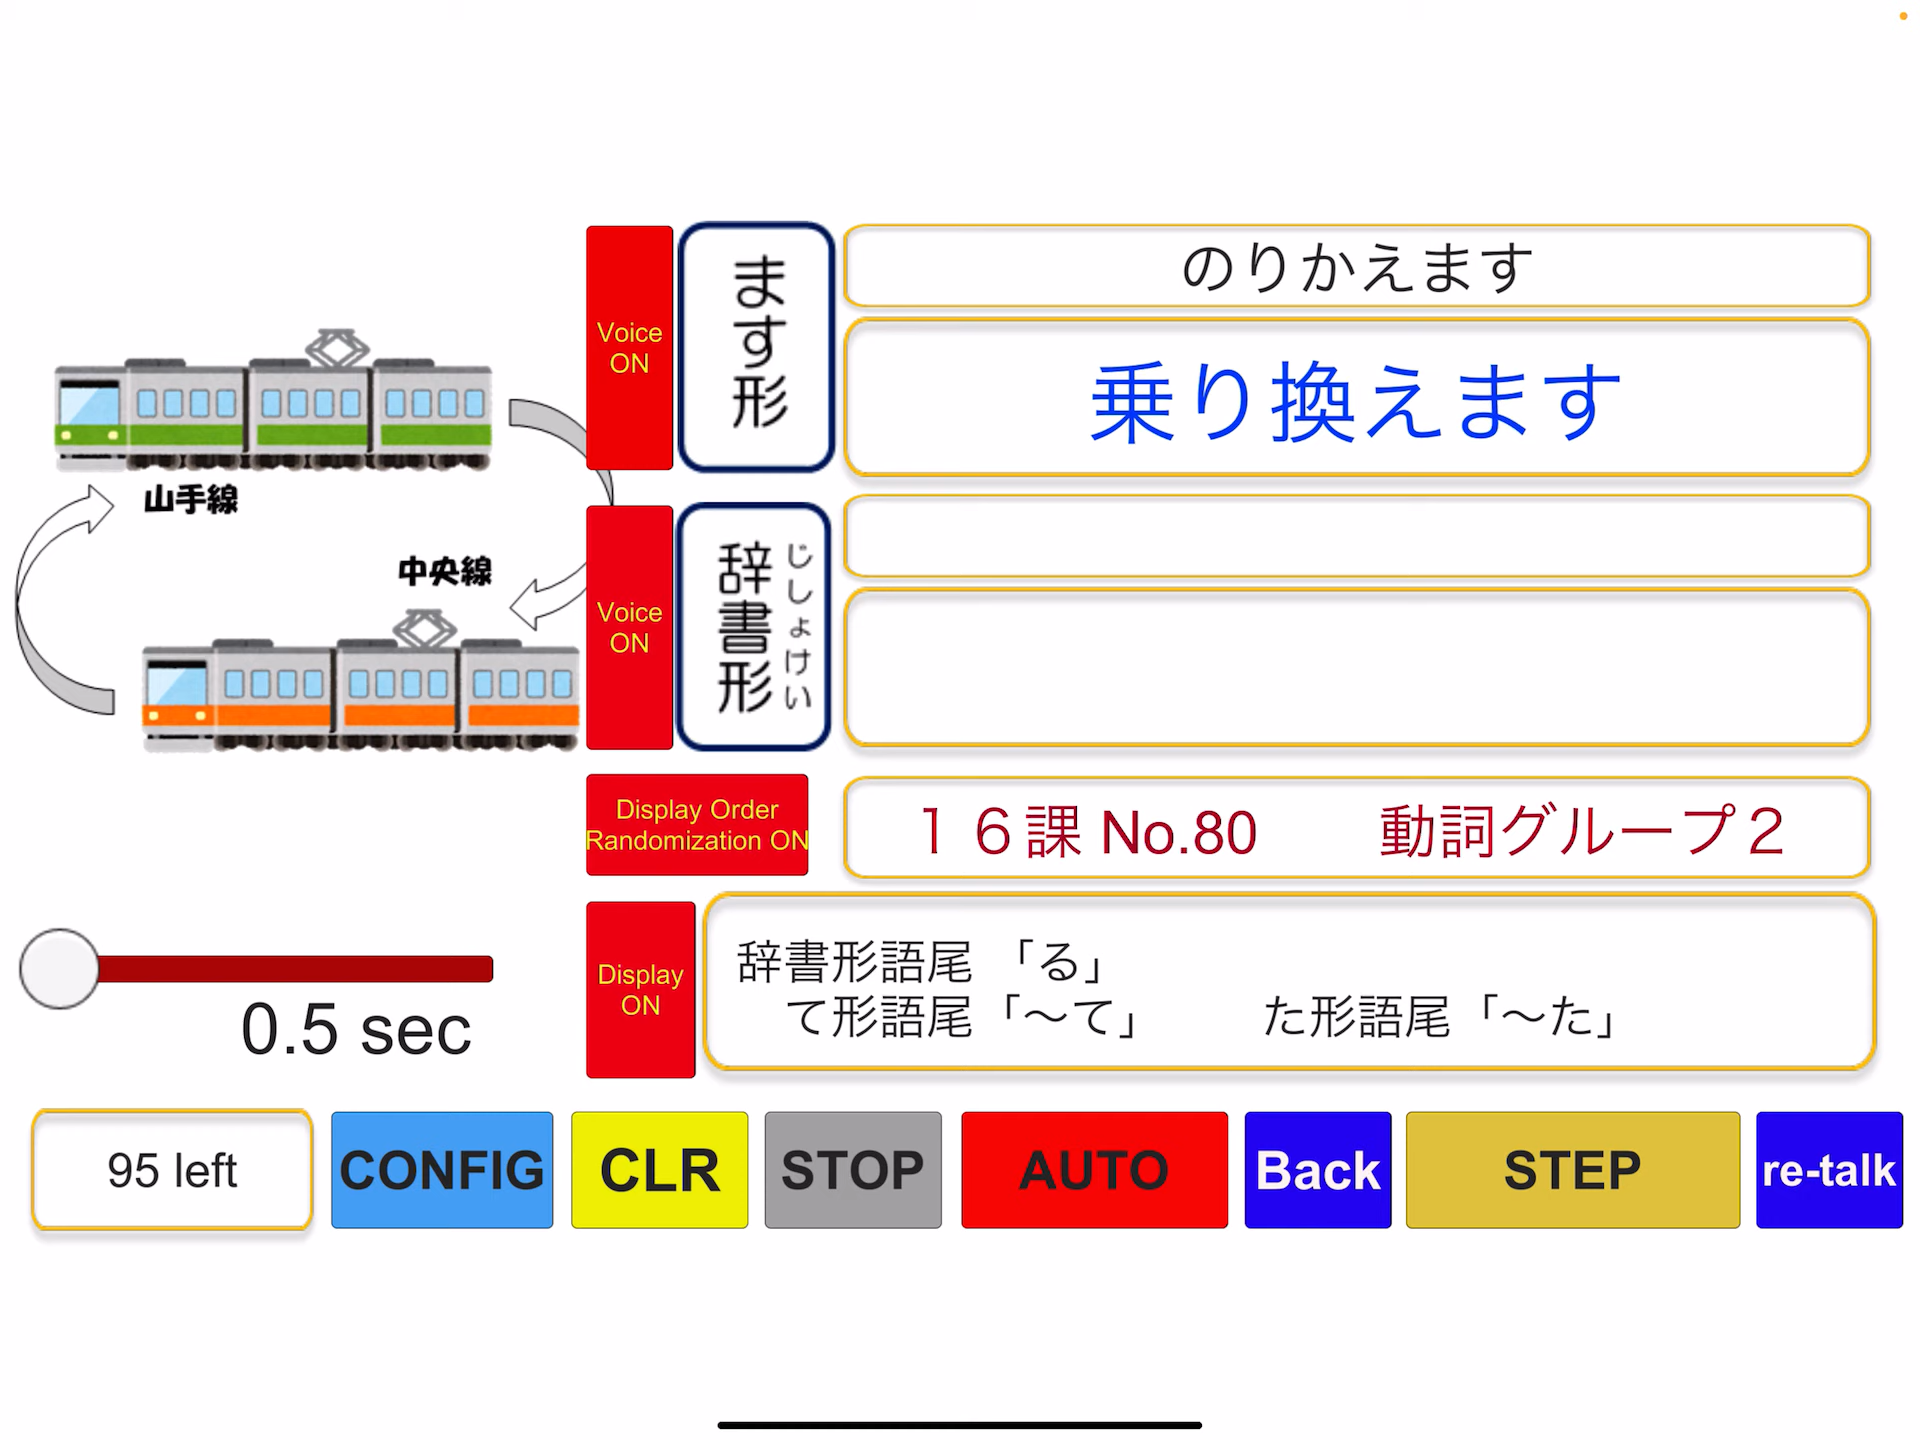 のりかえます
Voice
ON
ます形
乗り換えます
山手線
中央線
Voice
ON
辞書形
じしょけい
Display Order
Randomization ON
１６課 No.80 動詞グループ２
Display
ON
辞書形語尾 「る」
て形語尾「〜て」 た形語尾「〜た」
0.5 sec
95 left
CONFIG
CLR
STOP
AUTO
Back
STEP
re-talk